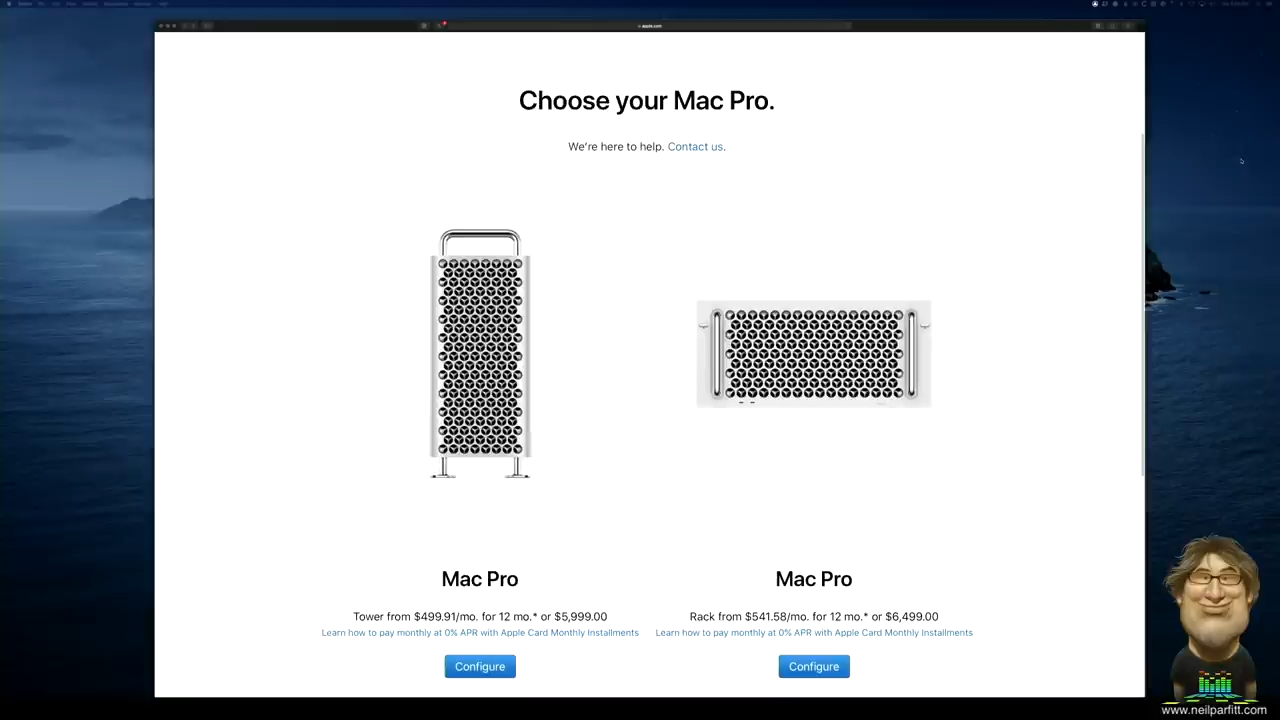 apple.com
Choose your Mac Pro.
We're here to help. Contact us.
Mac Pro
Tower from $499.91/mo. for 12 mo.* or $5,999.00
Learn how to pay monthly at 0% APR with Apple Card Monthly Installments
Configure
Mac Pro
Rack from $541.58/mo. for 12 mo.* or $6,499.00
Learn how to pay monthly at 0% APR with Apple Card Monthly Installments
Configure
www.neilparfitt.com